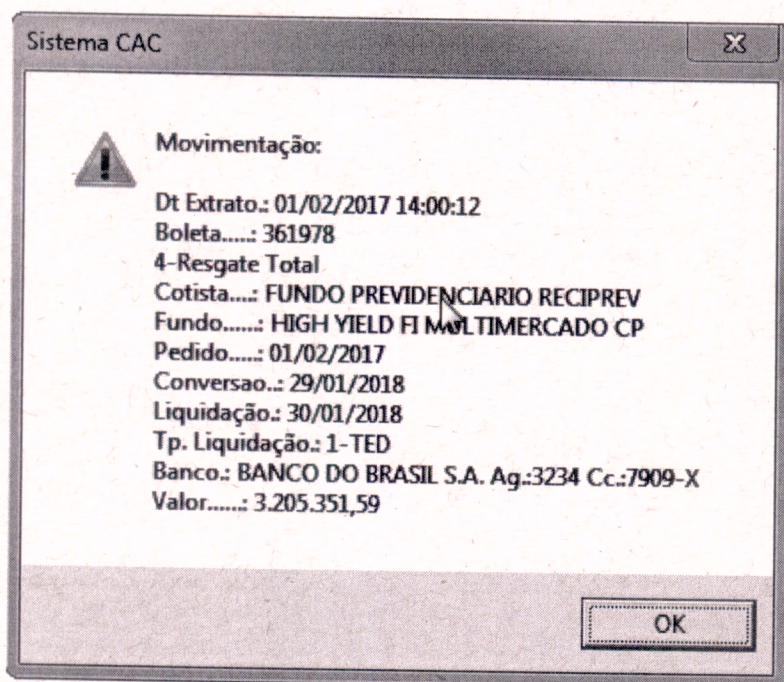 Sistema CAC
Movimentação:
Dt Extrato.: 01/02/2017 14:00:12
Boleta.....: 361978
4-Resgate Total
Cotista....: FUNDO PREVIDENCIARIO RECIPREV
Fundo......: HIGH YIELD FI MULTIMERCADO CP
Pedido.....: 01/02/2017
Conversao..: 29/01/2018
Liquidação.: 30/01/2018
Tp. Liquidação.: 1-TED
Banco.: BANCO DO BRASIL S.A. Ag.:3234 Cc.:7909-X
Valor......: 3.205.351,59
OK